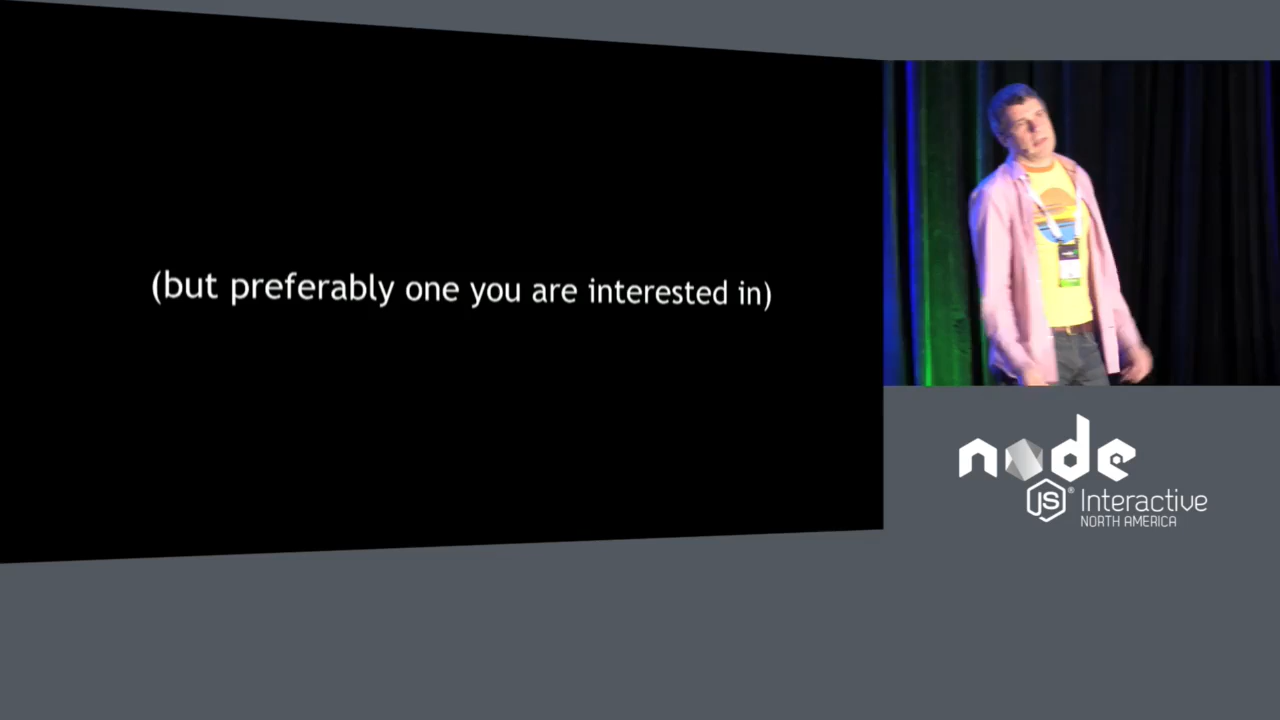 (but preferably one you are interested in)
node
JS® Interactive
NORTH AMERICA